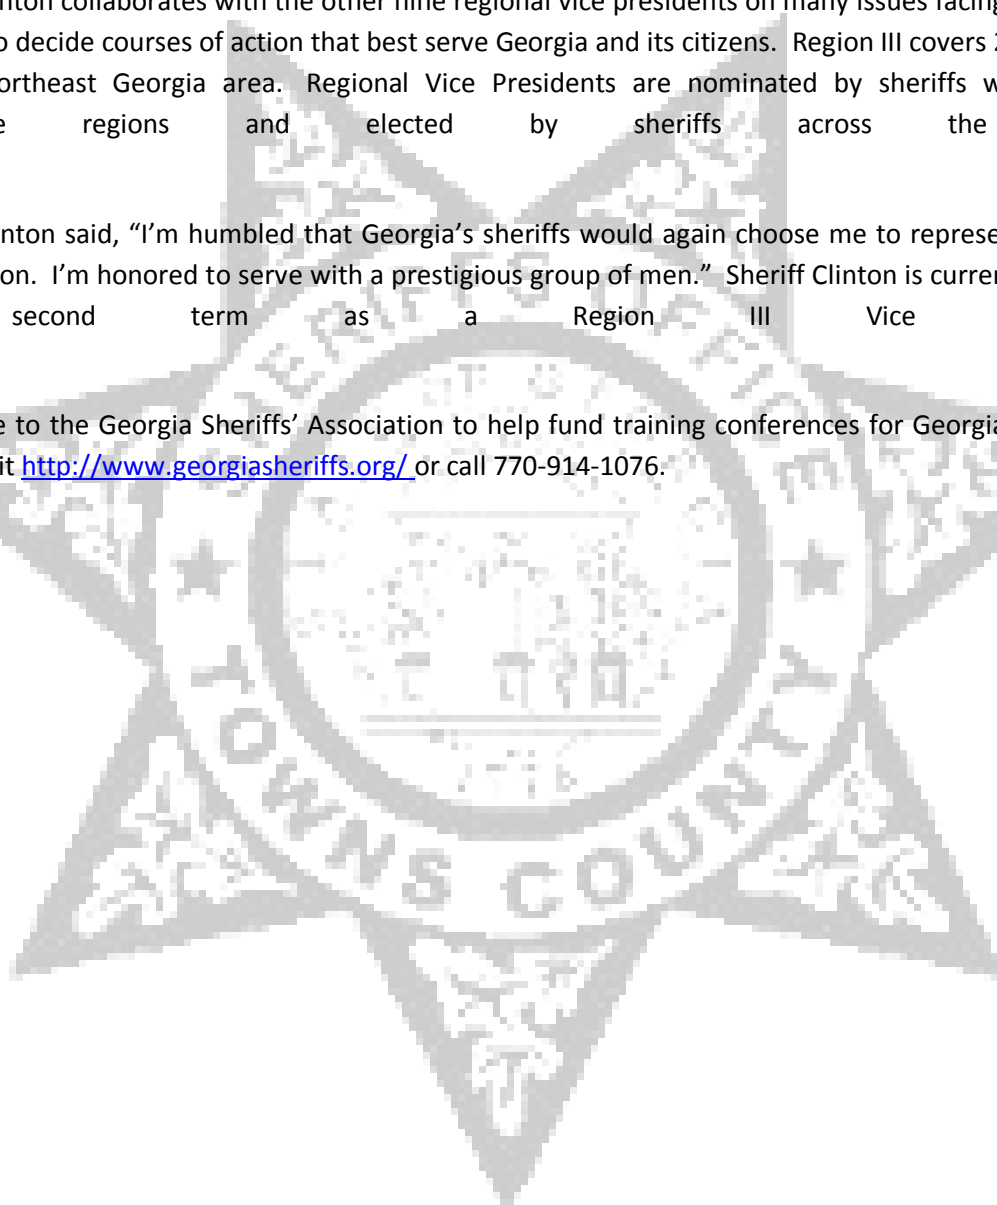 nton collaborates with the other nine regional vice presidents on many issues facing
o decide courses of action that best serve Georgia and its citizens. Region III covers
ortheast Georgia area. Regional Vice Presidents are nominated by sheriffs w
e regions and elected by sheriffs across the
nton said, “I’m humbled that Georgia’s sheriffs would again choose me to represe
on. I’m honored to serve with a prestigious group of men.” Sheriff Clinton is curren
second term as a Region III Vice
e to the Georgia Sheriffs’ Association to help fund training conferences for Georgia
it http://www.georgiasheriffs.org/ or call 770-914-1076.
SHERIFF'S OFFICE
TOWNS COUNTY